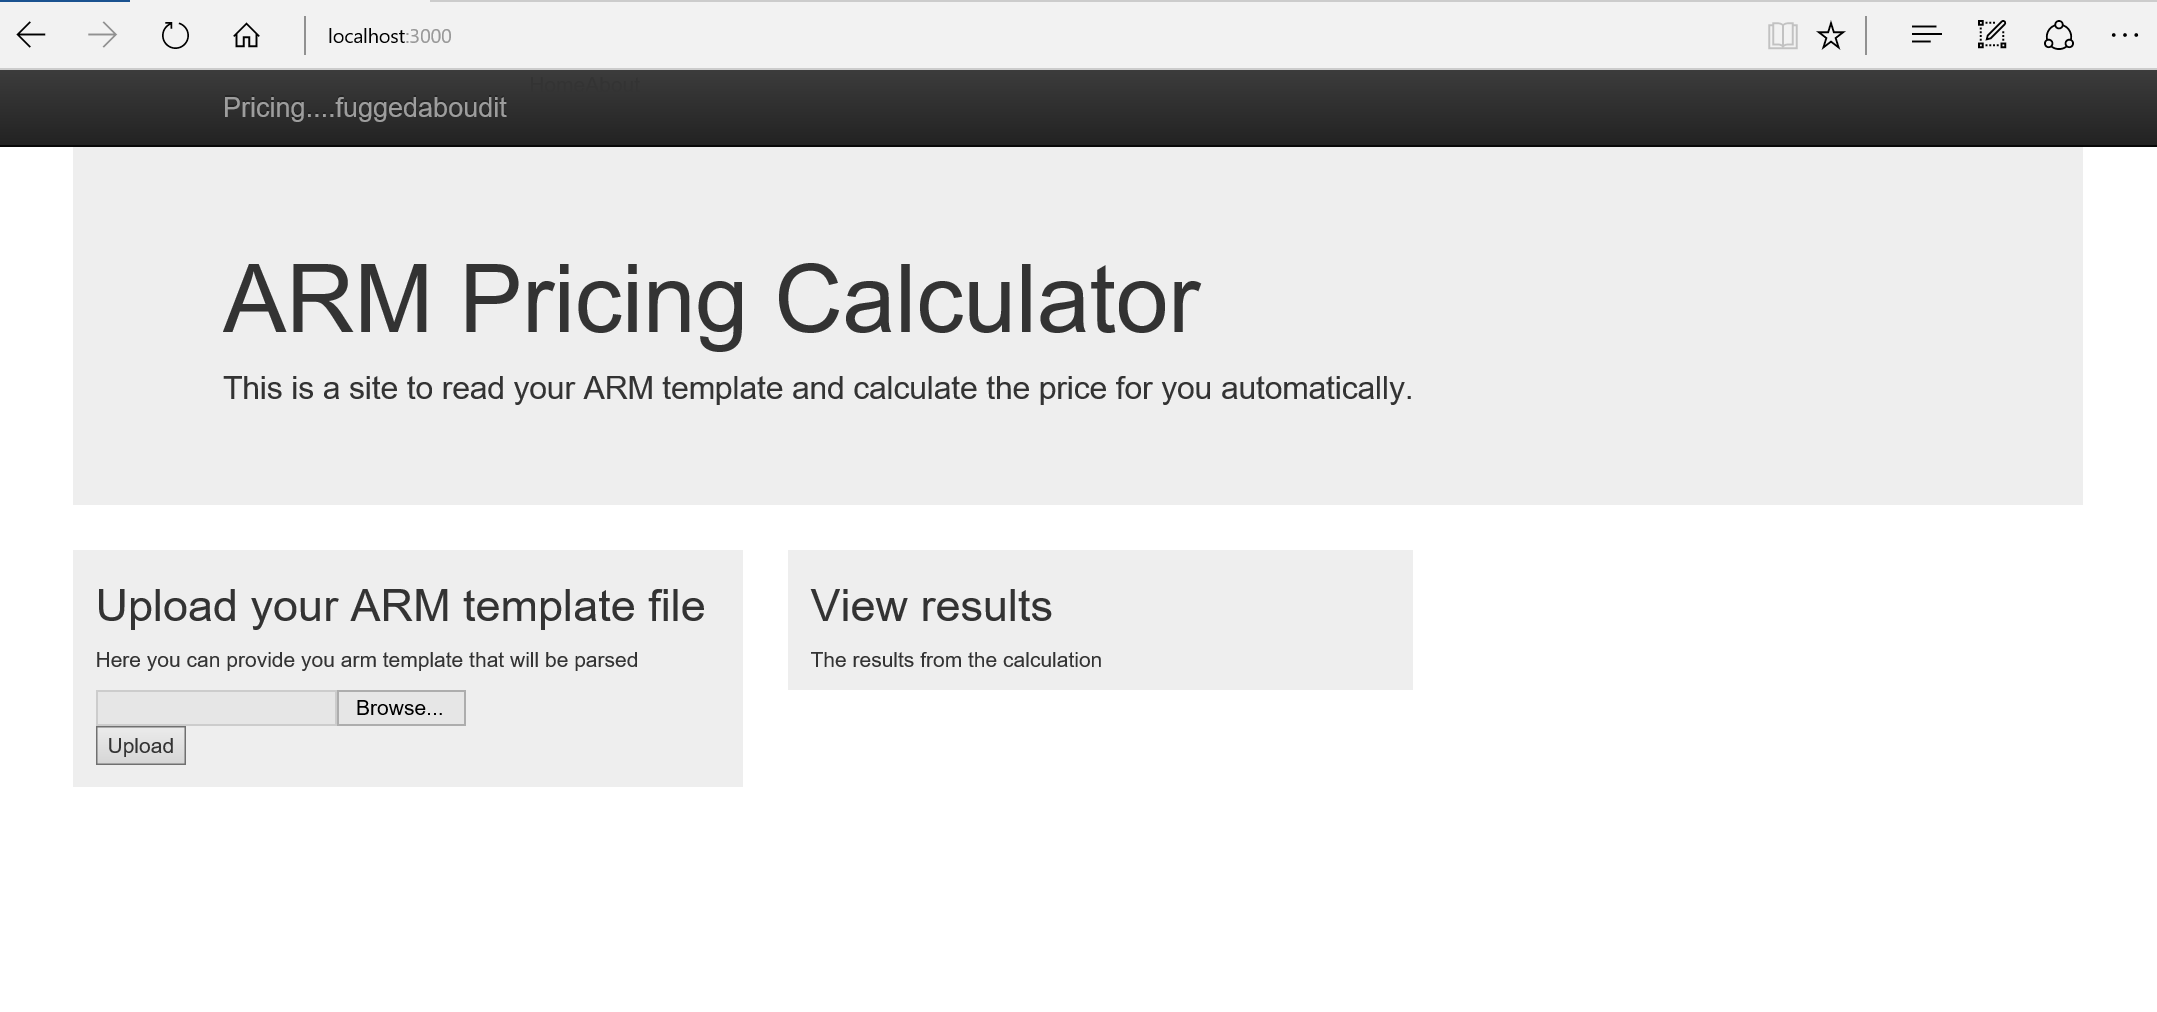 localhost:3000
HomeAbout
Pricing....fuggedaboudit
ARM Pricing Calculator
This is a site to read your ARM template and calculate the price for you automatically.
Upload your ARM template file
Here you can provide you arm template that will be parsed
Browse...
Upload
View results
The results from the calculation